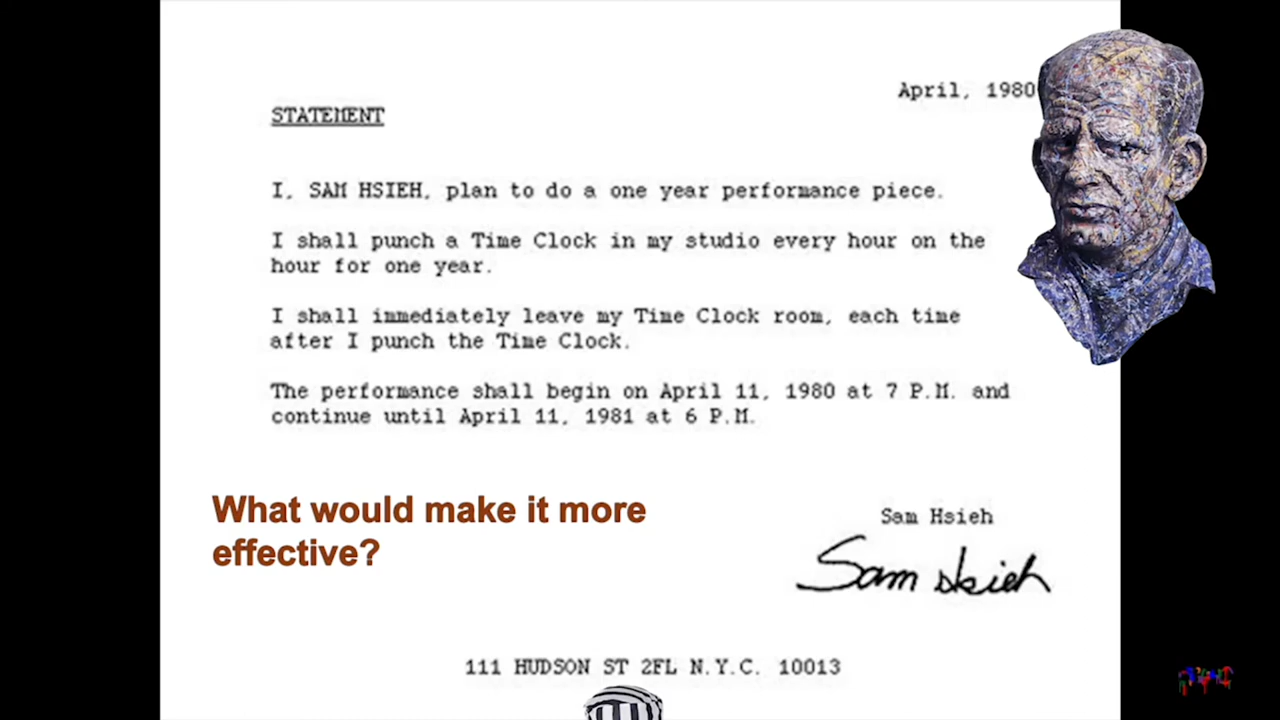 April, 1980
STATEMENT
I, SAM HSIEH, plan to do a one year performance piece.
I shall punch a Time Clock in my studio every hour on the
hour for one year.
I shall immediately leave my Time Clock room, each time
after I punch the Time Clock.
The performance shall begin on April 11, 1980 at 7 P.M. and
continue until April 11, 1981 at 6 P.M.
What would make it more
effective?
Sam Hsieh
Sam Hsieh
111 HUDSON ST 2FL N.Y.C. 10013